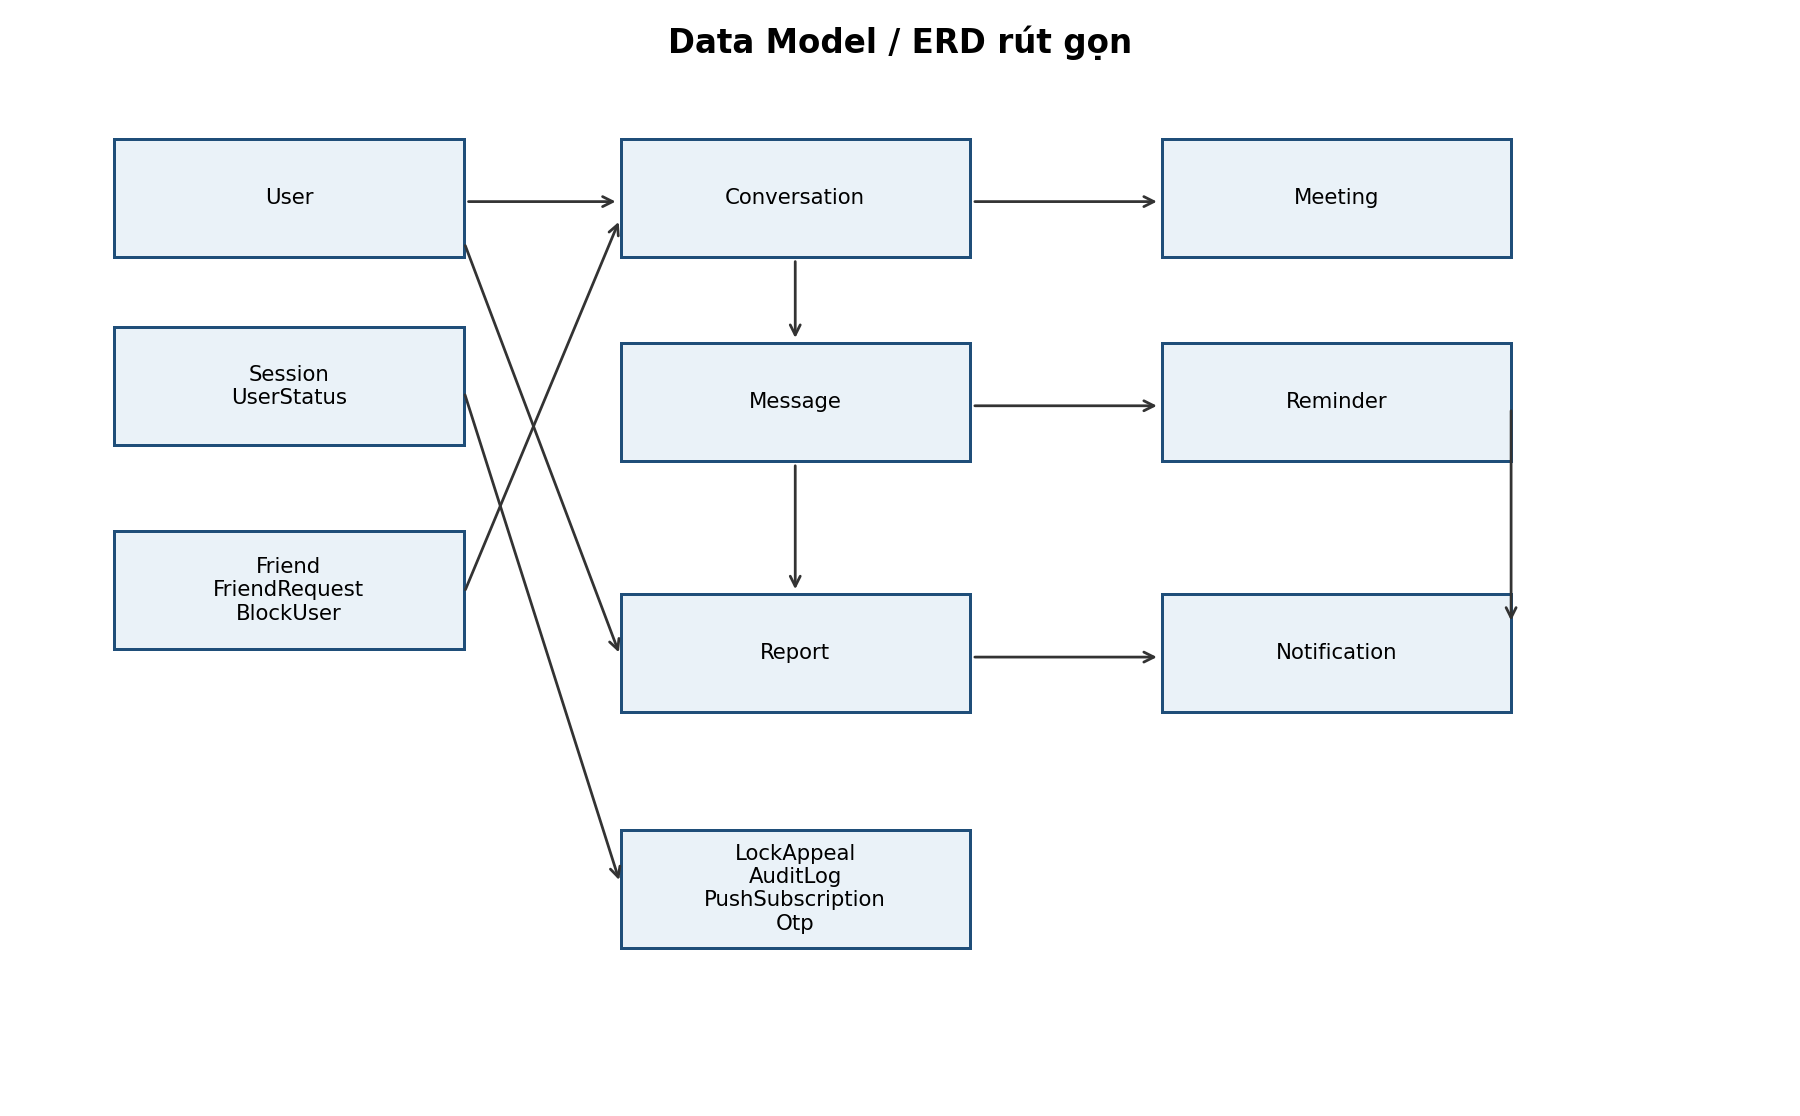 Data Model / ERD rút gọn
User
Conversation
Meeting
Session
UserStatus
Message
Reminder
Friend
FriendRequest
BlockUser
Report
Notification
LockAppeal
AuditLog
PushSubscription
Otp